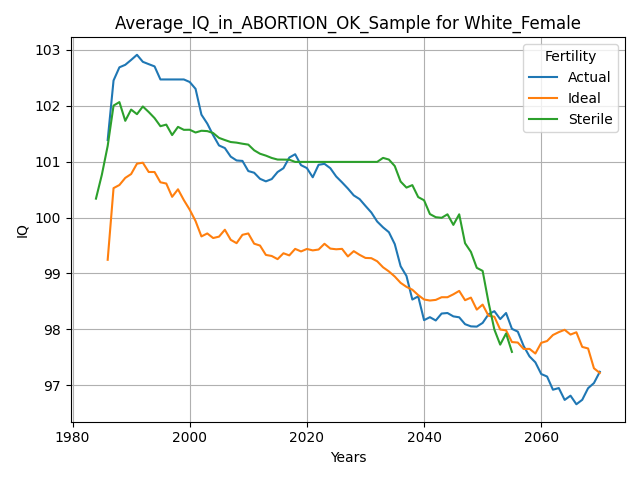 Average_IQ_in_ABORTION_OK_Sample for White_Female
103
102
101
100
99
98
97
IQ
Fertility
Actual
Ideal
Sterile
1980
2000
2020
2040
2060
Years